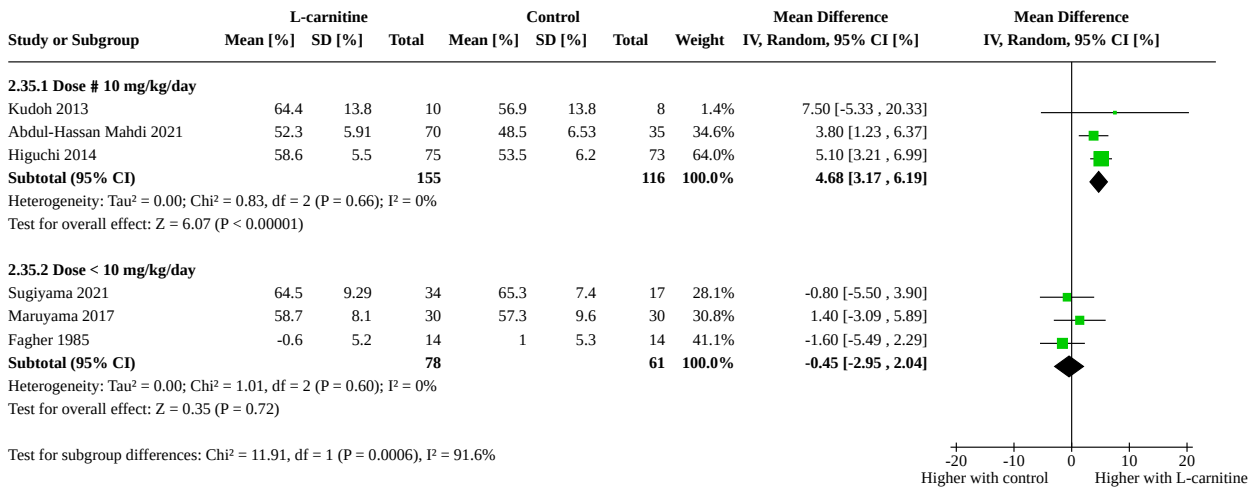 L-carnitine Control Mean Difference Mean Difference
Study or Subgroup Mean [%] SD [%] Total Mean [%] SD [%] Total Weight IV, Random, 95% CI [%] IV, Random, 95% CI [%]
2.35.1 Dose # 10 mg/kg/day
Kudoh 2013 64.4 13.8 10 56.9 13.8 8 1.4% 7.50 [-5.33 , 20.33]
Abdul-Hassan Mahdi 2021 52.3 5.91 70 48.5 6.53 35 34.6% 3.80 [1.23 , 6.37]
Higuchi 2014 58.6 5.5 75 53.5 6.2 73 64.0% 5.10 [3.21 , 6.99]
Subtotal (95% CI) 155 116 100.0% 4.68 [3.17 , 6.19]
Heterogeneity: Tau² = 0.00; Chi² = 0.83, df = 2 (P = 0.66); I² = 0%
Test for overall effect: Z = 6.07 (P < 0.00001)
2.35.2 Dose < 10 mg/kg/day
Sugiyama 2021 64.5 9.29 34 65.3 7.4 17 28.1% -0.80 [-5.50 , 3.90]
Maruyama 2017 58.7 8.1 30 57.3 9.6 30 30.8% 1.40 [-3.09 , 5.89]
Fagher 1985 -0.6 5.2 14 1 5.3 14 41.1% -1.60 [-5.49 , 2.29]
Subtotal (95% CI) 78 61 100.0% -0.45 [-2.95 , 2.04]
Heterogeneity: Tau² = 0.00; Chi² = 1.01, df = 2 (P = 0.60); I² = 0%
Test for overall effect: Z = 0.35 (P = 0.72)
Test for subgroup differences: Chi² = 11.91, df = 1 (P = 0.0006), I² = 91.6%
-20 -10 0 10 20
Higher with control Higher with L-carnitine